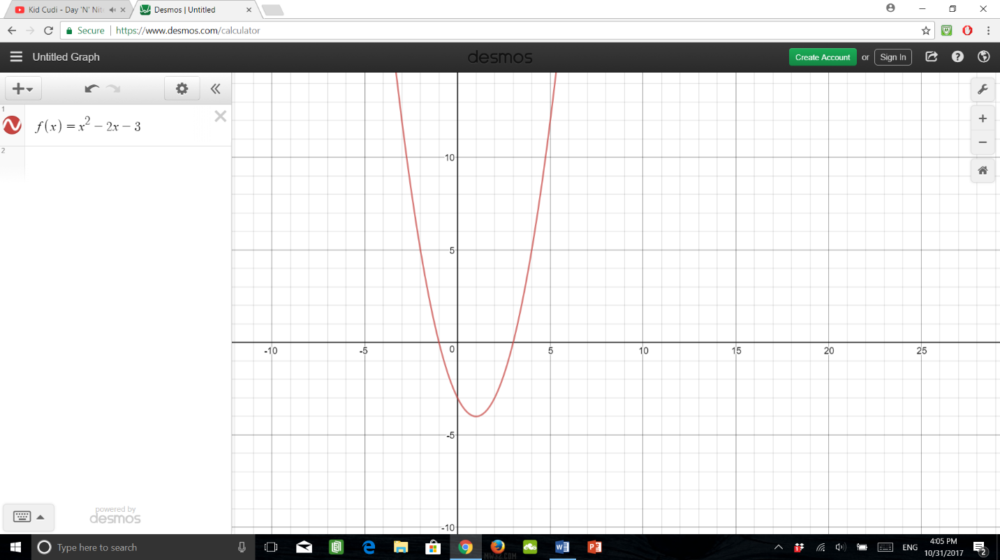 Kid Cudi - Day 'N' Nit
Desmos | Untitled
Secure | https://www.desmos.com/calculator
Untitled Graph
desmos
Create Account or Sign In
1
f(x) = x² − 2x − 3
2
10
5
-10 -5 0 5 10 15 20 25
-5
-10
powered by
desmos
Type here to search
ENG
4:05 PM
10/31/2017
2